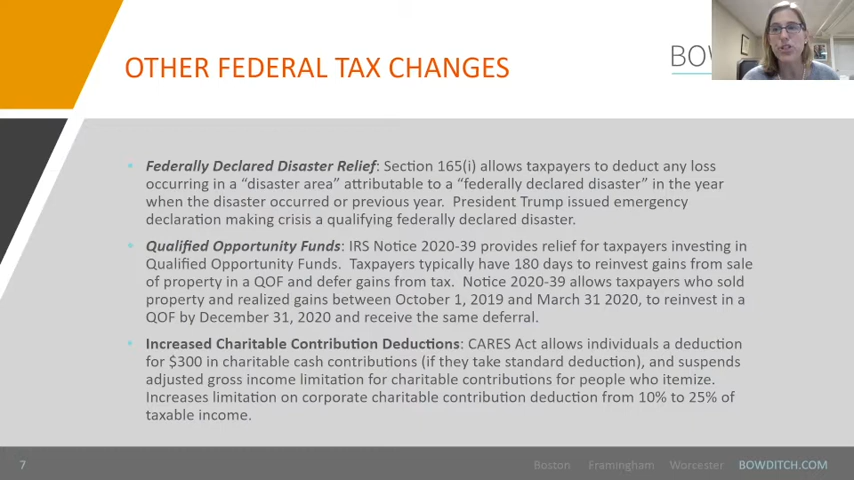 OTHER FEDERAL TAX CHANGES
BOW
• Federally Declared Disaster Relief: Section 165(i) allows taxpayers to deduct any loss
occurring in a “disaster area” attributable to a “federally declared disaster” in the year
when the disaster occurred or previous year.  President Trump issued emergency
declaration making crisis a qualifying federally declared disaster.
• Qualified Opportunity Funds: IRS Notice 2020-39 provides relief for taxpayers investing in
Qualified Opportunity Funds.  Taxpayers typically have 180 days to reinvest gains from sale
of property in a QOF and defer gains from tax.  Notice 2020-39 allows taxpayers who sold
property and realized gains between October 1, 2019 and March 31 2020, to reinvest in a
QOF by December 31, 2020 and receive the same deferral.
• Increased Charitable Contribution Deductions: CARES Act allows individuals a deduction
for $300 in charitable cash contributions (if they take standard deduction), and suspends
adjusted gross income limitation for charitable contributions for people who itemize.
Increases limitation on corporate charitable contribution deduction from 10% to 25% of
taxable income.
7
Boston Framingham Worcester BOWDITCH.COM